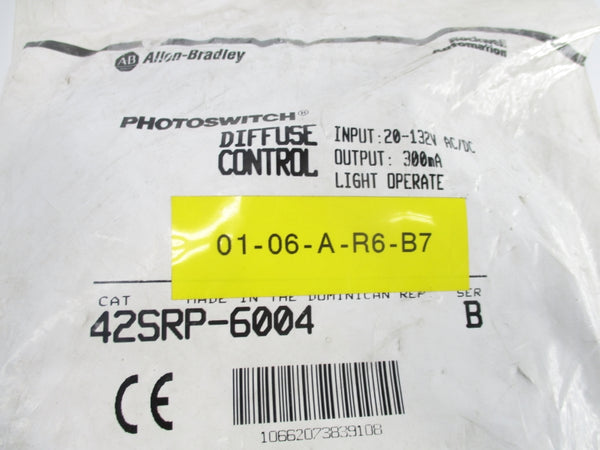 AB Allen-Bradley
Rockwell
Automation
PHOTOSWITCH®
DIFFUSE
CONTROL
INPUT:20-132V AC/DC
OUTPUT: 300mA
LIGHT OPERATE
01-06-A-R6-B7
CAT MADE IN THE DOMINICAN REP SER
42SRP-6004 B
CE
10662073839108